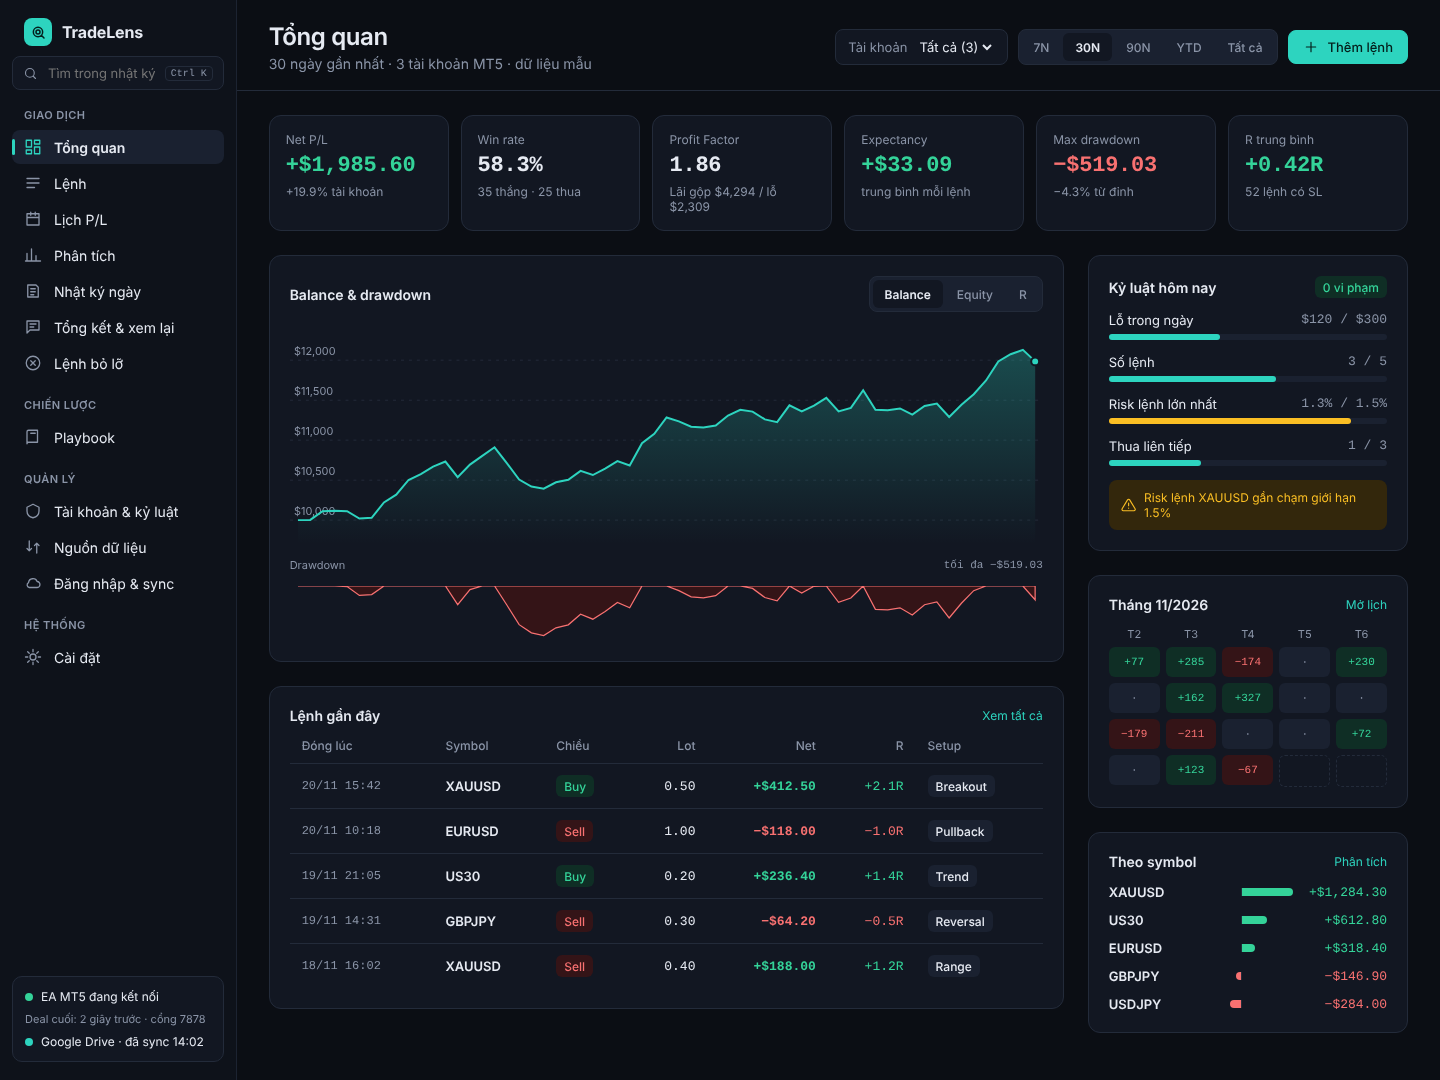 TradeLens
Tìm trong nhật ký
Ctrl K
GIAO DỊCH
Tổng quan
Lệnh
Lịch P/L
Phân tích
Nhật ký ngày
Tổng kết & xem lại
Lệnh bỏ lỡ
CHIẾN LƯỢC
Playbook
QUẢN LÝ
Tài khoản & kỷ luật
Nguồn dữ liệu
Đăng nhập & sync
HỆ THỐNG
Cài đặt
EA MT5 đang kết nối
Deal cuối: 2 giây trước · cổng 7878
Google Drive · đã sync 14:02
Tổng quan
30 ngày gần nhất · 3 tài khoản MT5 · dữ liệu mẫu
Tài khoản Tất cả (3)
7N 30N 90N YTD Tất cả
Thêm lệnh
Net P/L
+$1,985.60
+19.9% tài khoản
Win rate
58.3%
35 thắng · 25 thua
Profit Factor
1.86
Lãi gộp $4,294 / lỗ
$2,309
Expectancy
+$33.09
trung bình mỗi lệnh
Max drawdown
−$519.03
−4.3% từ đỉnh
R trung bình
+0.42R
52 lệnh có SL
Balance & drawdown
Balance Equity R
$12,000
$11,500
$11,000
$10,500
$10,000
Drawdown
tối đa −$519.03
Lệnh gần đây
Xem tất cả
Đóng lúc Symbol Chiều Lot Net R Setup
20/11 15:42 XAUUSD Buy 0.50 +$412.50 +2.1R Breakout
20/11 10:18 EURUSD Sell 1.00 −$118.00 −1.0R Pullback
19/11 21:05 US30 Buy 0.20 +$236.40 +1.4R Trend
19/11 14:31 GBPJPY Sell 0.30 −$64.20 −0.5R Reversal
18/11 16:02 XAUUSD Sell 0.40 +$188.00 +1.2R Range
Kỷ luật hôm nay
0 vi phạm
Lỗ trong ngày $120 / $300
Số lệnh 3 / 5
Risk lệnh lớn nhất 1.3% / 1.5%
Thua liên tiếp 1 / 3
Risk lệnh XAUUSD gần chạm giới hạn
1.5%
Tháng 11/2026
Mở lịch
T2 T3 T4 T5 T6
+77 +285 −174 · +230
· +162 +327 · ·
−179 −211 · · +72
· +123 −67
Theo symbol
Phân tích
XAUUSD +$1,284.30
US30 +$612.80
EURUSD +$318.40
GBPJPY −$146.90
USDJPY −$284.00